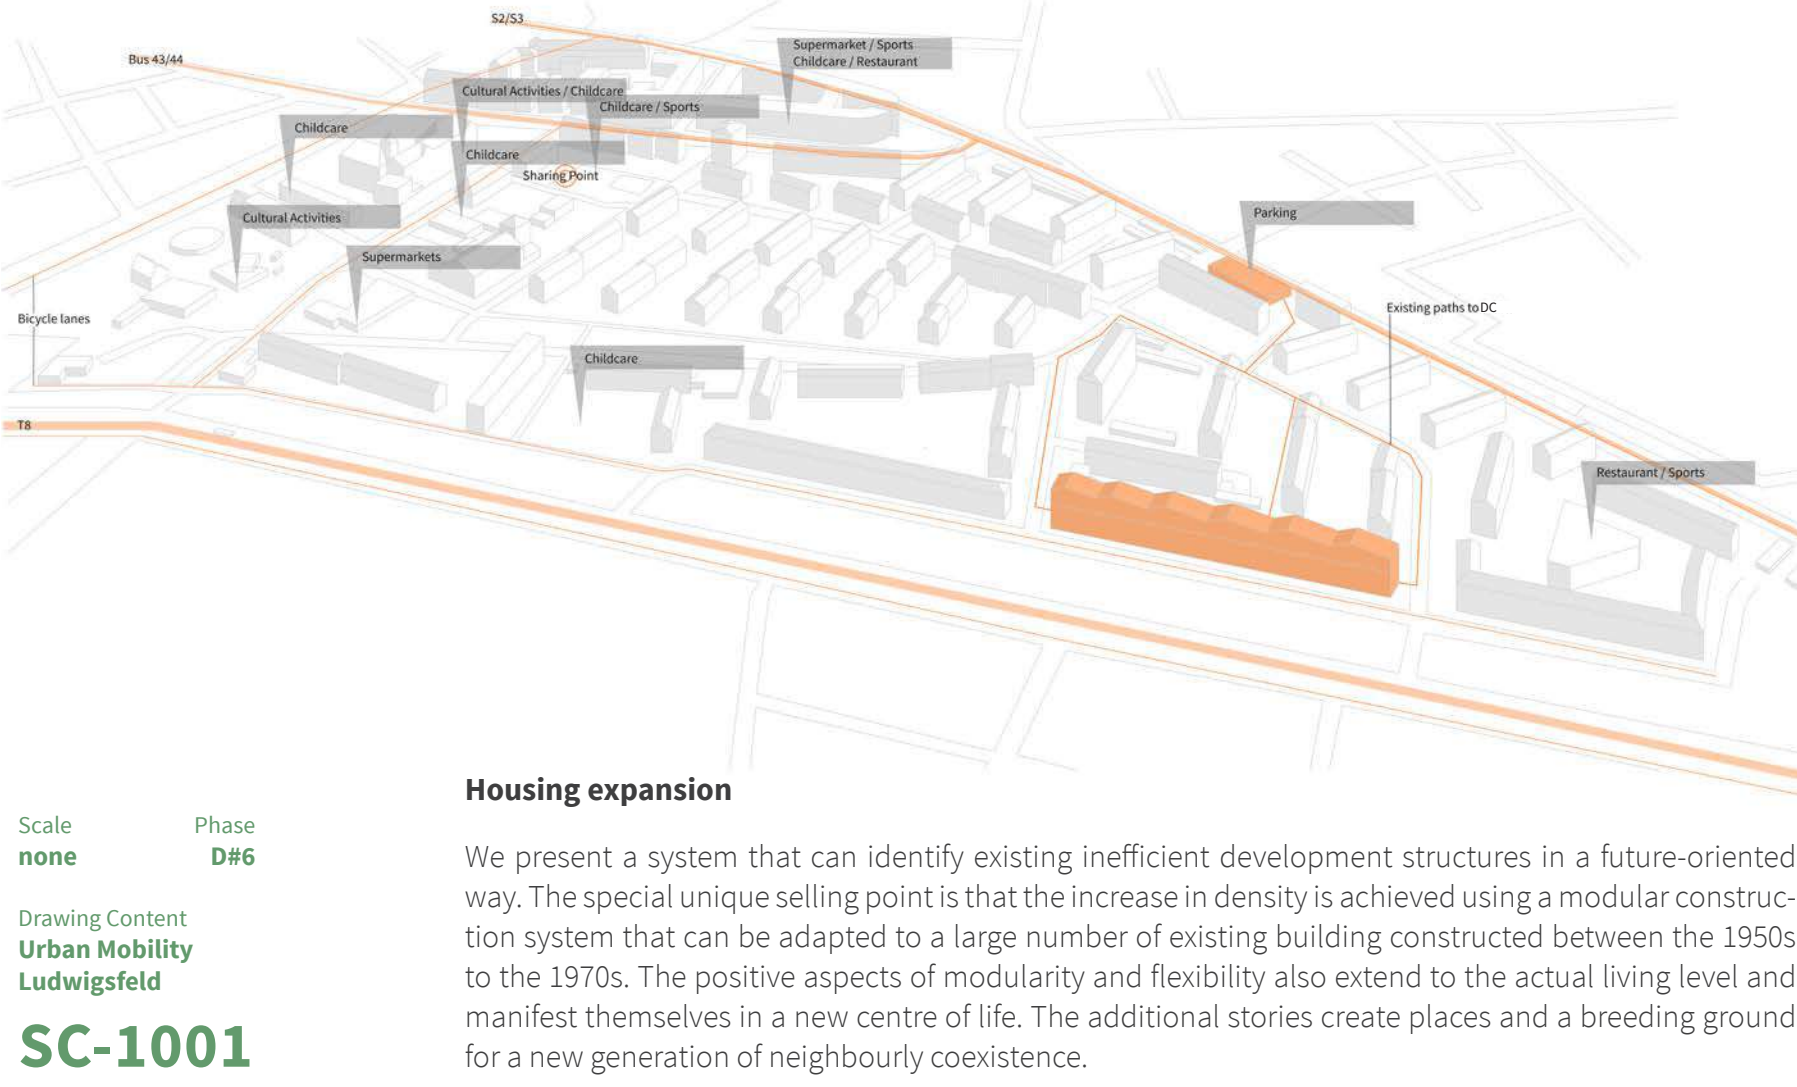 S2/S3
Supermarket / Sports
Childcare / Restaurant
Bus 43/44
Cultural Activities / Childcare
Childcare / Sports
Childcare
Childcare
Sharing Point
Cultural Activities
Parking
Supermarkets
Existing paths to DC
Bicycle lanes
Childcare
T8
Restaurant / Sports
Housing expansion
We present a system that can identify existing inefficient development structures in a future-oriented
way. The special unique selling point is that the increase in density is achieved using a modular construc-
tion system that can be adapted to a large number of existing building constructed between the 1950s
to the 1970s. The positive aspects of modularity and flexibility also extend to the actual living level and
manifest themselves in a new centre of life. The additional stories create places and a breeding ground
for a new generation of neighbourly coexistence.
Scale Phase
none D#6
Drawing Content
Urban Mobility
Ludwigsfeld
SC-1001